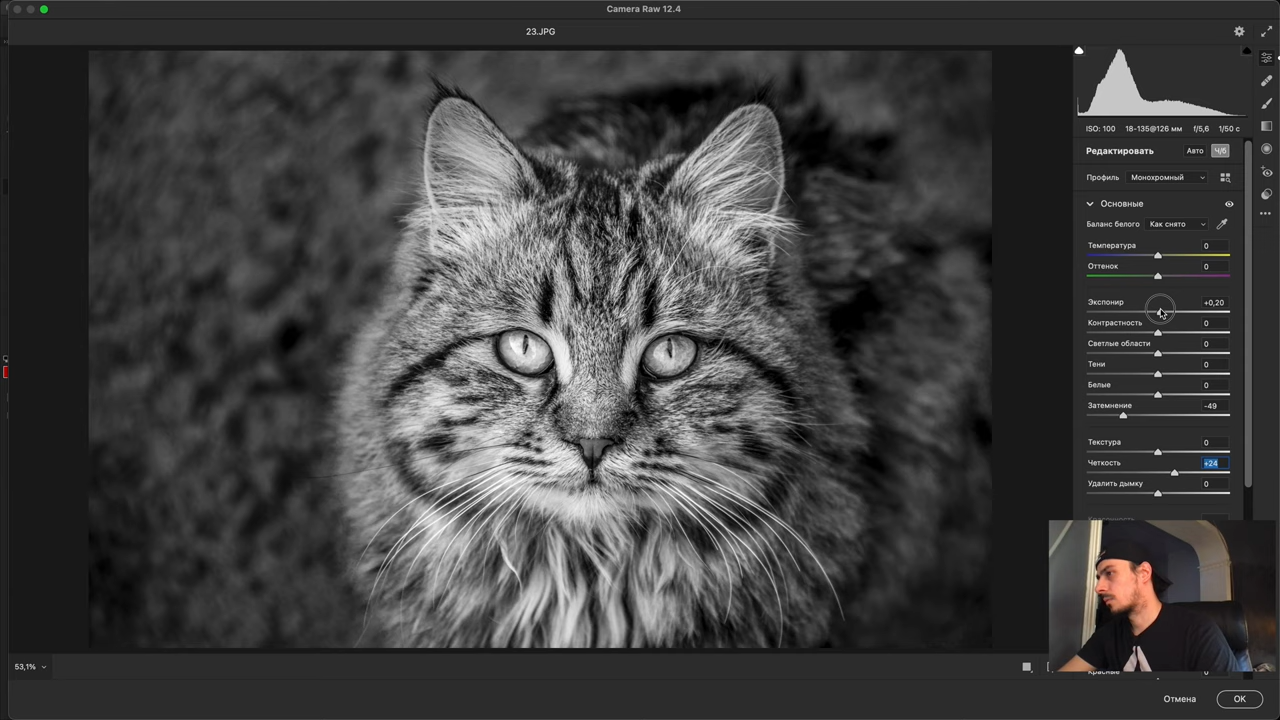 Camera Raw 12.4
23.JPG
ISO: 100 18-135@126 мм f/5,6 1/50 с
Редактировать Авто Ч/б
Профиль Монохромный
Основные
Баланс белого Как снято
Температура 0
Оттенок 0
Экспонир +0,20
Контрастность 0
Светлые области 0
Тени 0
Белые 0
Затемнение -49
Текстура 0
Четкость +24
Удалить дымку 0
53,1%
Красные 0
Отмена OK